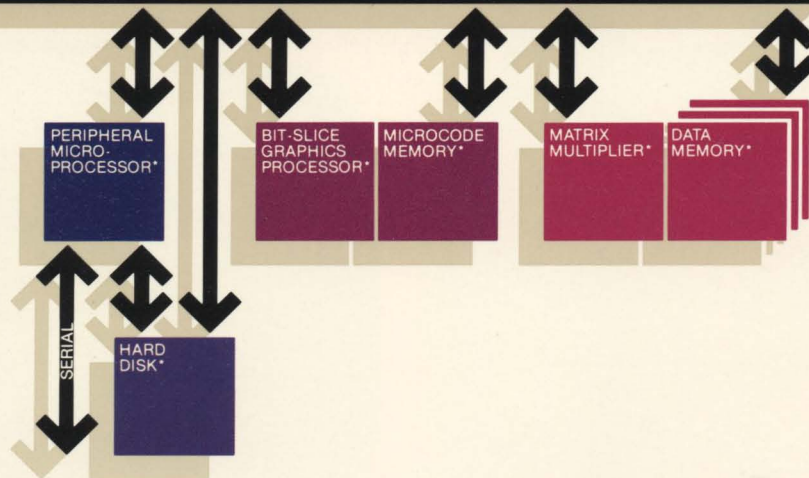 PERIPHERAL
MICRO-
PROCESSOR*
BIT-SLICE
GRAPHICS
PROCESSOR*
MICROCODE
MEMORY*
MATRIX
MULTIPLIER*
DATA
MEMORY*
SERIAL
HARD
DISK*